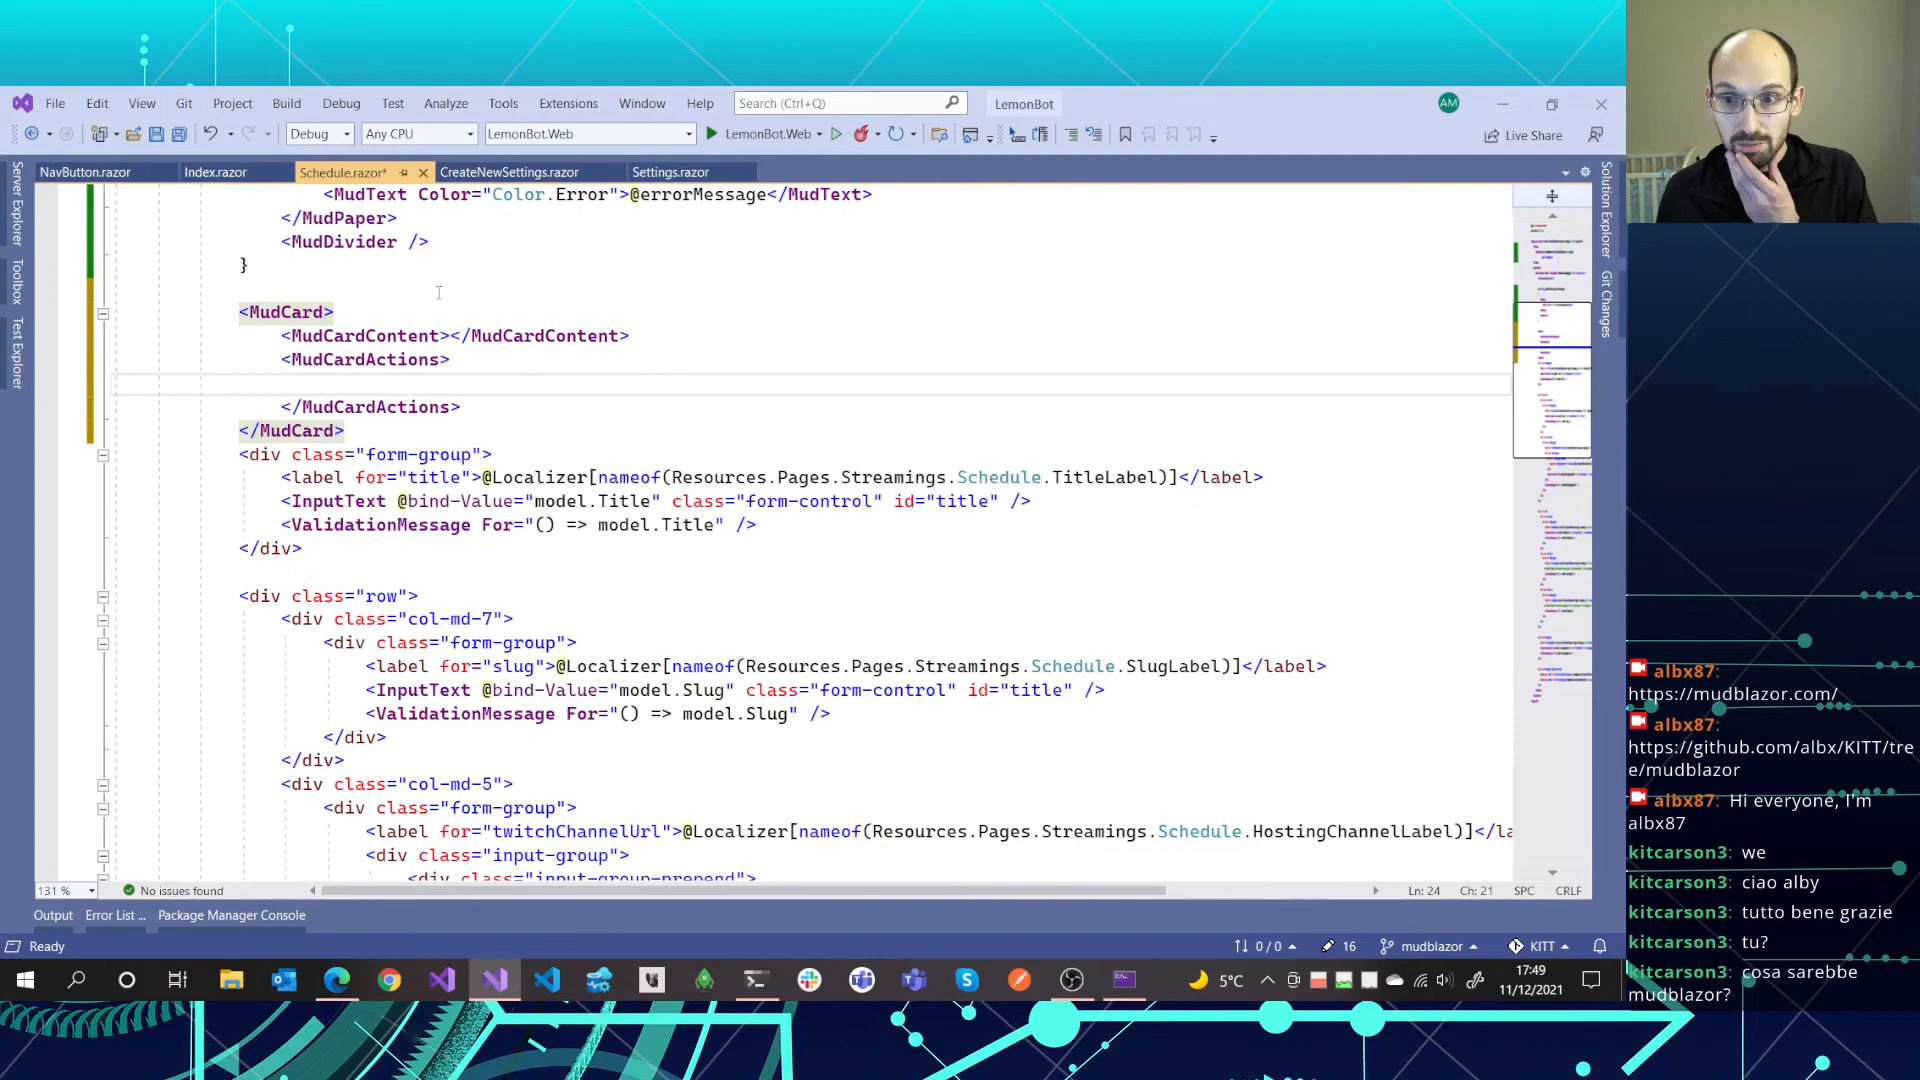 File Edit View Git Project Build Debug Test Analyze Tools Extensions Window Help Search (Ctrl+Q) LemonBot AM
Debug Any CPU LemonBot.Web LemonBot.Web Live Share
NavButton.razor Index.razor Schedule.razor* CreateNewSettings.razor Settings.razor
Server Explorer
Toolbox
Test Explorer
Solution Explorer
Git Changes
<MudText Color="Color.Error">@errorMessage</MudText>
</MudPaper>
<MudDivider />
}
<MudCard>
<MudCardContent></MudCardContent>
<MudCardActions>
</MudCardActions>
</MudCard>
<div class="form-group">
<label for="title">@Localizer[nameof(Resources.Pages.Streamings.Schedule.TitleLabel)]</label>
<InputText @bind-Value="model.Title" class="form-control" id="title" />
<ValidationMessage For="() => model.Title" />
</div>
<div class="row">
<div class="col-md-7">
<div class="form-group">
<label for="slug">@Localizer[nameof(Resources.Pages.Streamings.Schedule.SlugLabel)]</label>
<InputText @bind-Value="model.Slug" class="form-control" id="title" />
<ValidationMessage For="() => model.Slug" />
</div>
</div>
<div class="col-md-5">
<div class="form-group">
<label for="twitchChannelUrl">@Localizer[nameof(Resources.Pages.Streamings.Schedule.HostingChannelLabel)]</la
<div class="input-group">
<div class="input-group-prepend">
131 % No issues found Ln: 24 Ch: 21 SPC CRLF
Output Error List ... Package Manager Console
Ready 0 / 0 16 mudblazor KITT
5°C 17:49
11/12/2021
albx87:
https://mudblazor.com/
albx87:
https://github.com/albx/KITT/tre
e/mudblazor
albx87: Hi everyone, I'm
albx87
kitcarson3: we
kitcarson3: ciao alby
kitcarson3: tutto bene grazie
kitcarson3: tu?
kitcarson3: cosa sarebbe
mudblazor?